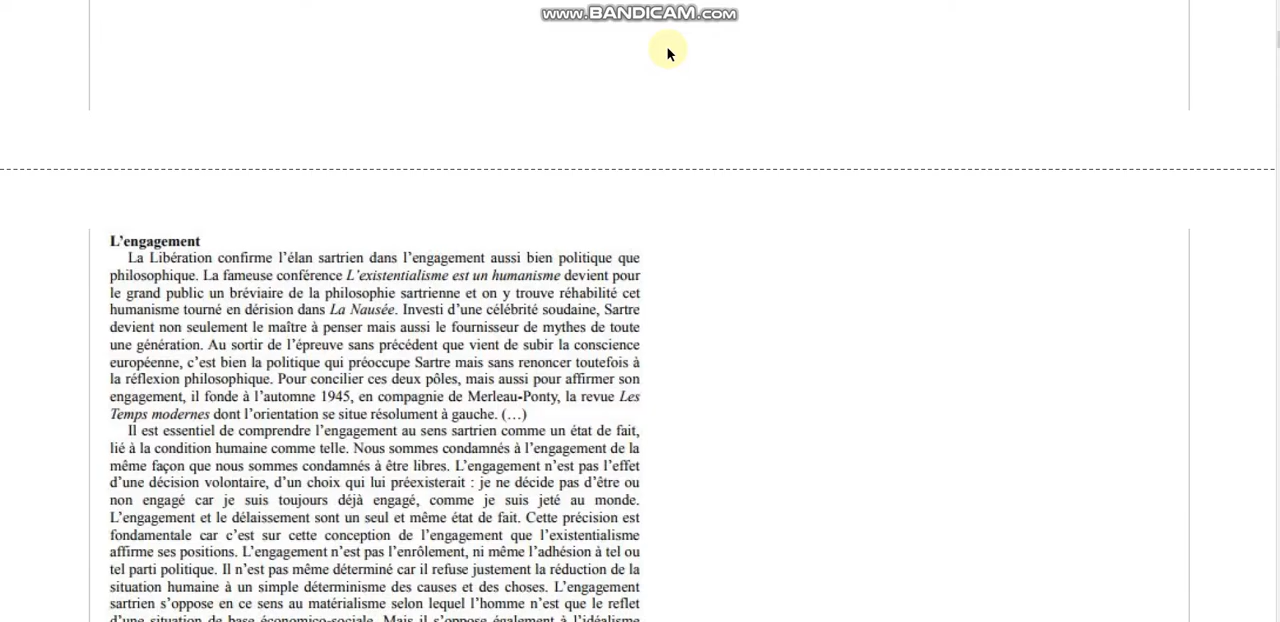 www.BANDICAM.com
L’engagement
La Libération confirme l’élan sartrien dans l’engagement aussi bien politique que
philosophique. La fameuse conférence L’existentialisme est un humanisme devient pour
le grand public un bréviaire de la philosophie sartrienne et on y trouve réhabilité cet
humanisme tourné en dérision dans La Nausée. Investi d’une célébrité soudaine, Sartre
devient non seulement le maître à penser mais aussi le fournisseur de mythes de toute
une génération. Au sortir de l’épreuve sans précédent que vient de subir la conscience
européenne, c’est bien la politique qui préoccupe Sartre mais sans renoncer toutefois à
la réflexion philosophique. Pour concilier ces deux pôles, mais aussi pour affirmer son
engagement, il fonde à l’automne 1945, en compagnie de Merleau-Ponty, la revue Les
Temps modernes dont l’orientation se situe résolument à gauche. (…)
Il est essentiel de comprendre l’engagement au sens sartrien comme un état de fait,
lié à la condition humaine comme telle. Nous sommes condamnés à l’engagement de la
même façon que nous sommes condamnés à être libres. L’engagement n’est pas l’effet
d’une décision volontaire, d’un choix qui lui préexisterait : je ne décide pas d’être ou
non engagé car je suis toujours déjà engagé, comme je suis jeté au monde.
L’engagement et le délaissement sont un seul et même état de fait. Cette précision est
fondamentale car c’est sur cette conception de l’engagement que l’existentialisme
affirme ses positions. L’engagement n’est pas l’enrôlement, ni même l’adhésion à tel ou
tel parti politique. Il n’est pas même déterminé car il refuse justement la réduction de la
situation humaine à un simple déterminisme des causes et des choses. L’engagement
sartrien s’oppose en ce sens au matérialisme selon lequel l’homme n’est que le reflet
d’une situation de base économico-sociale. Mais il s’oppose également à l’idéalisme